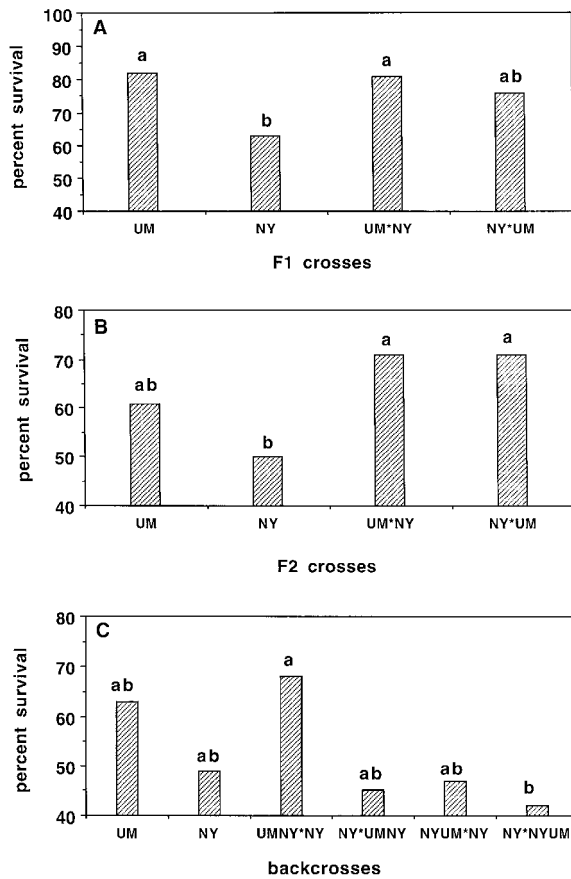 A
percent survival
100
90
80
70
60
50
40
a
b
a
ab
UM NY UM*NY NY*UM
F1 crosses
B
percent survival
80
70
60
50
40
ab
b
a
a
UM NY UM*NY NY*UM
F2 crosses
C
percent survival
80
70
60
50
40
ab
ab
a
ab
ab
b
UM NY UMNY*NY NY*UMNY NYUM*NY NY*NYUM
backcrosses